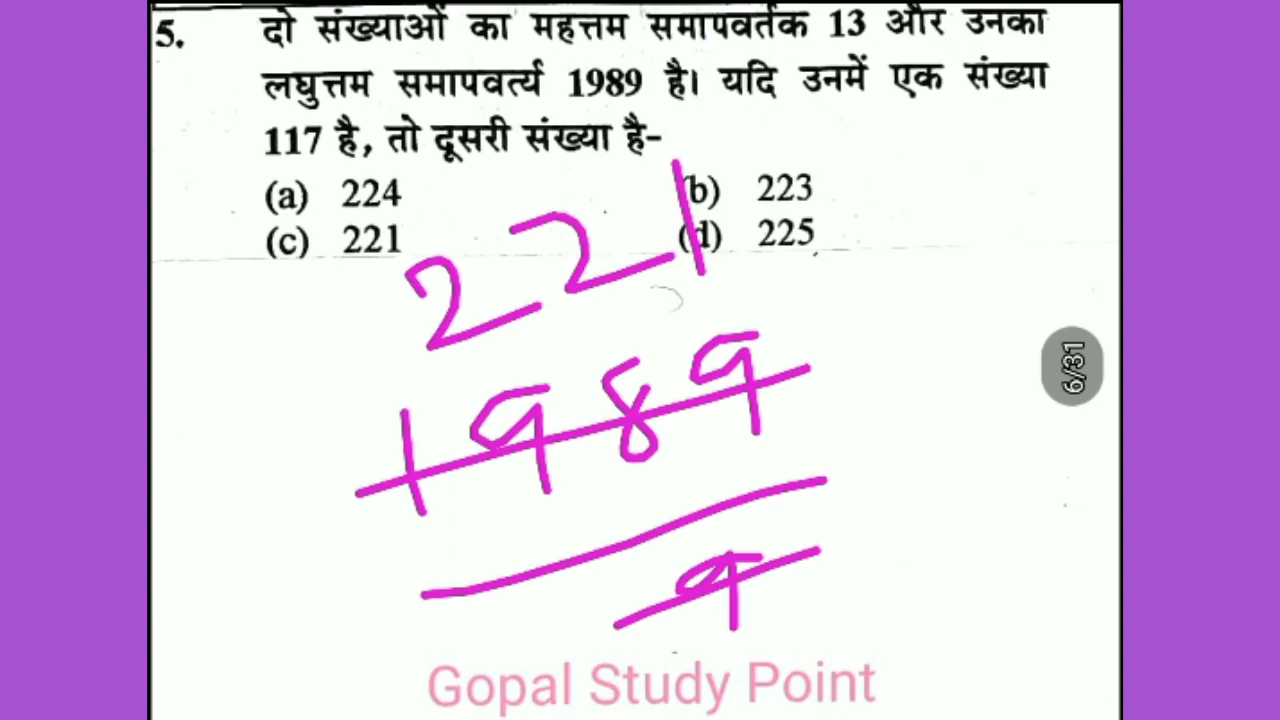 5. दो संख्याओं का महत्तम समापवर्तक 13 और उनका
लघुत्तम समापवर्त्य 1989 है। यदि उनमें एक संख्या
117 है, तो दूसरी संख्या है-
(a) 224 (b) 223
(c) 221 (d) 225
221
1989
9
6/31
Gopal Study Point